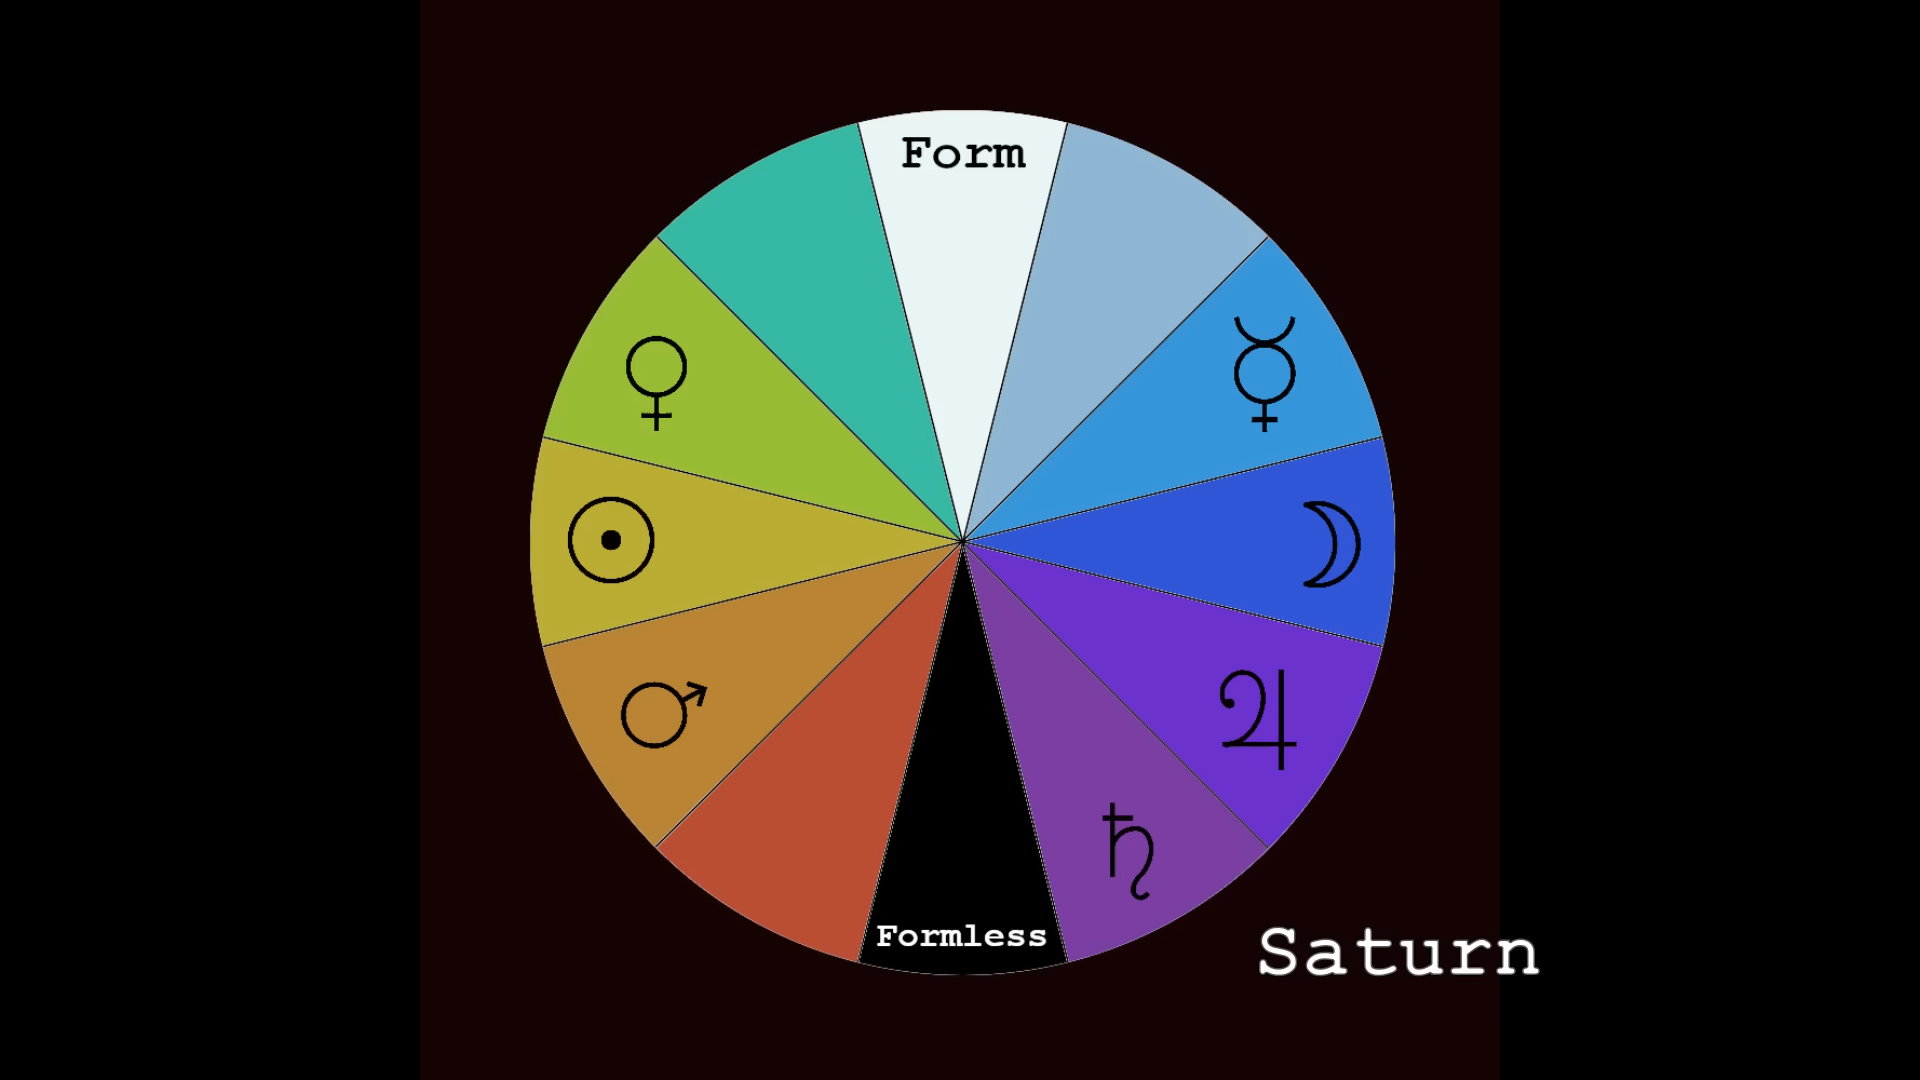 Form
♀
☿
☉
☽
♂
♃
♄
Formless
Saturn